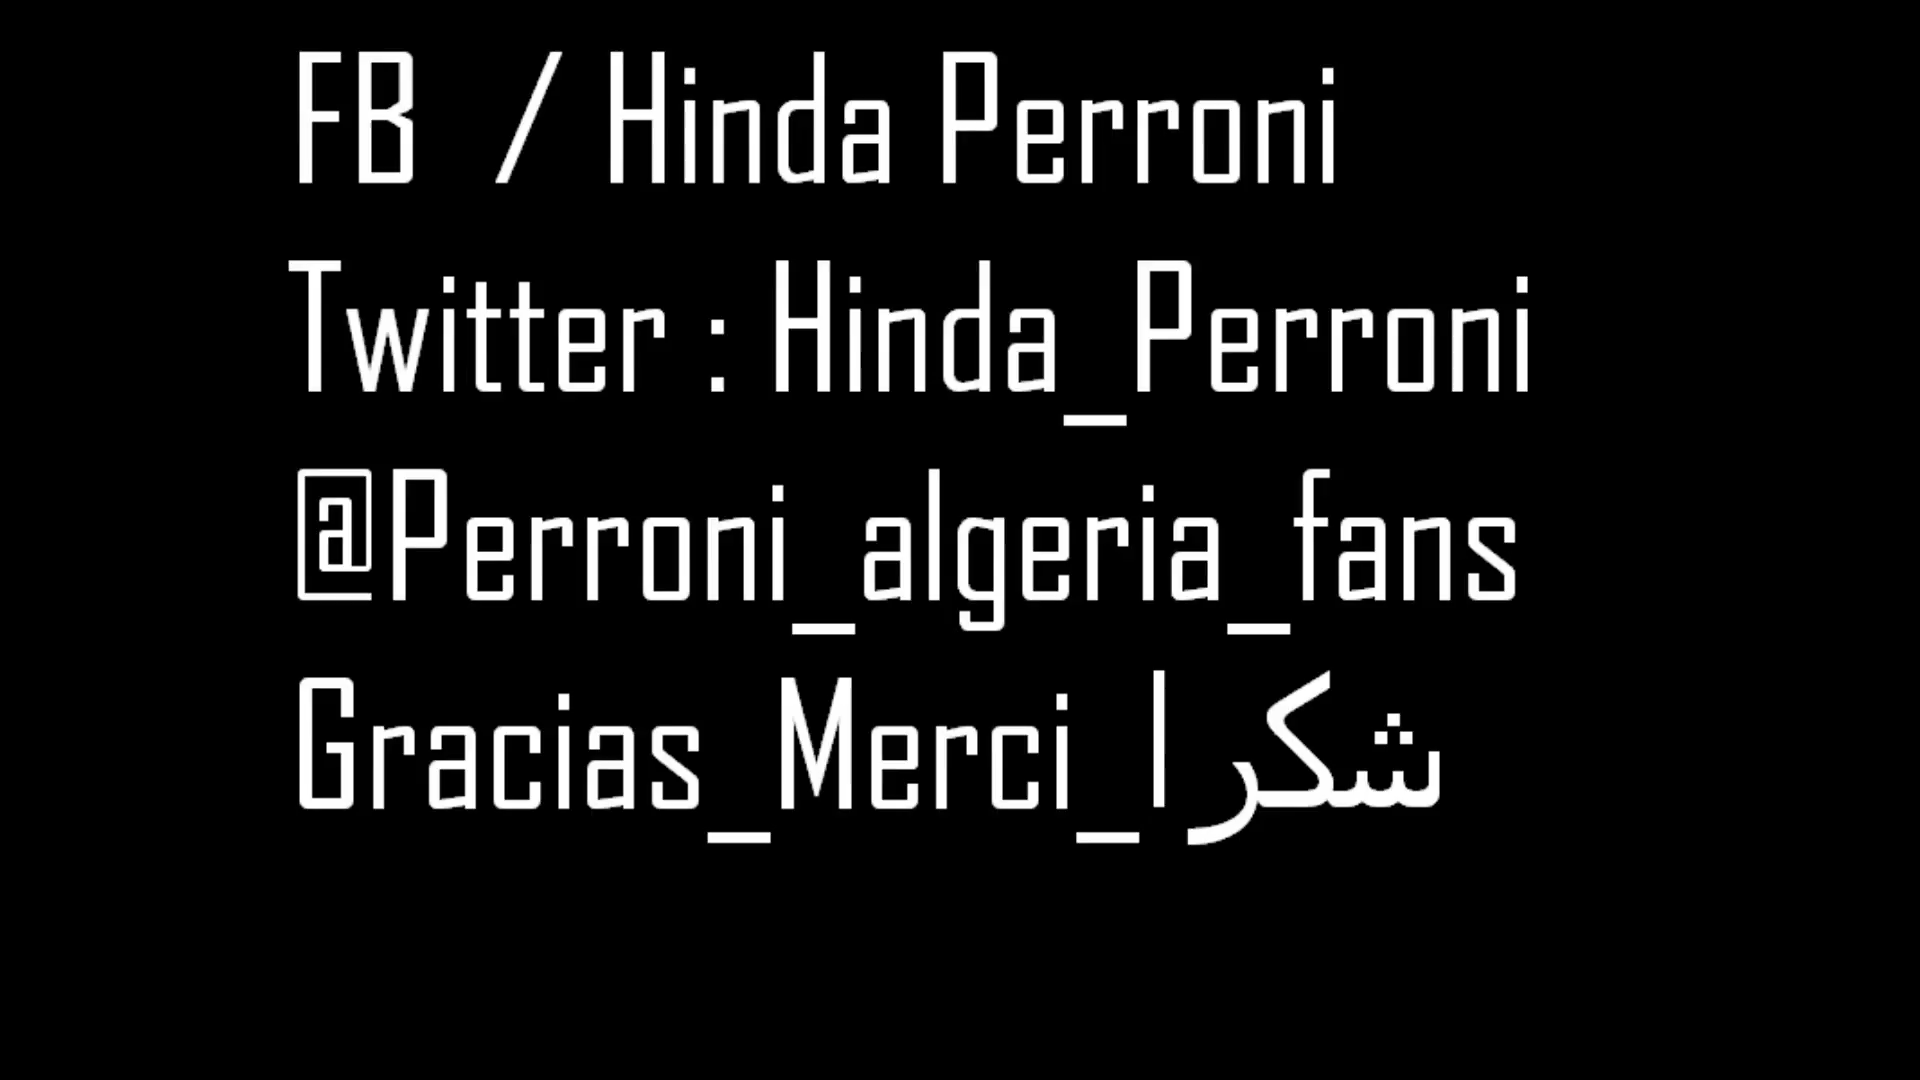 FB / Hinda Perroni
Twitter : Hinda_Perroni
@Perroni_algeria_fans
Gracias_Merci_شكرا